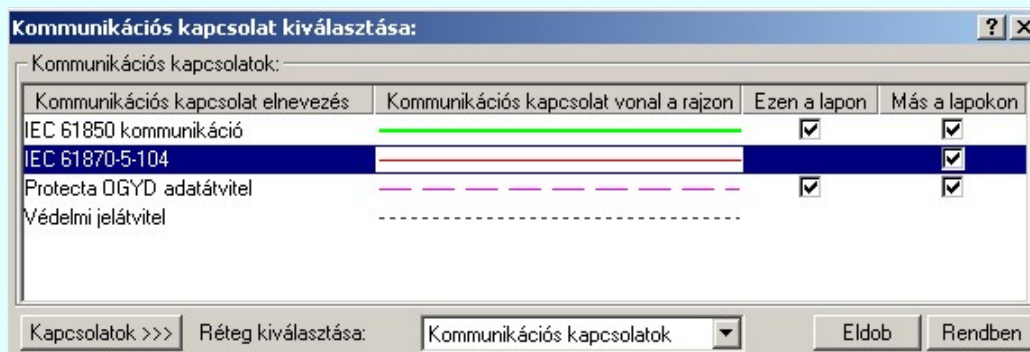 Kommunikációs kapcsolat kiválasztása:
Kommunikációs kapcsolatok:
Kommunikációs kapcsolat elnevezés Kommunikációs kapcsolat vonal a rajzon Ezen a lapon Más a lapokon
IEC 61850 kommunikáció
IEC 61870-5-104
Protecta OGYD adatátvitel
Védelmi jelátvitel
Kapcsolatok >>> Réteg kiválasztása: Kommunikációs kapcsolatok Eldob Rendben